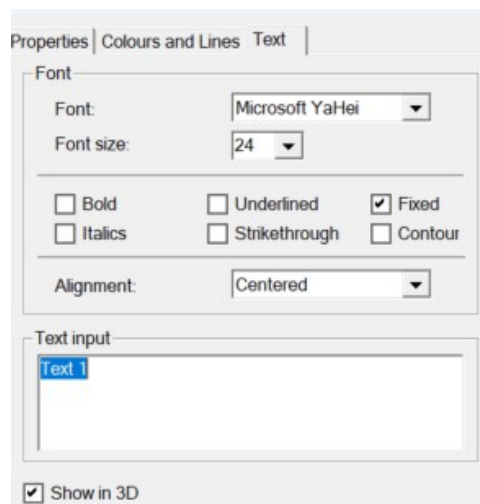 Properties Colours and Lines Text
Font
Font: Microsoft YaHei
Font size: 24
Bold Underlined Fixed
Italics Strikethrough Contour
Alignment: Centered
Text input
Text 1
Show in 3D